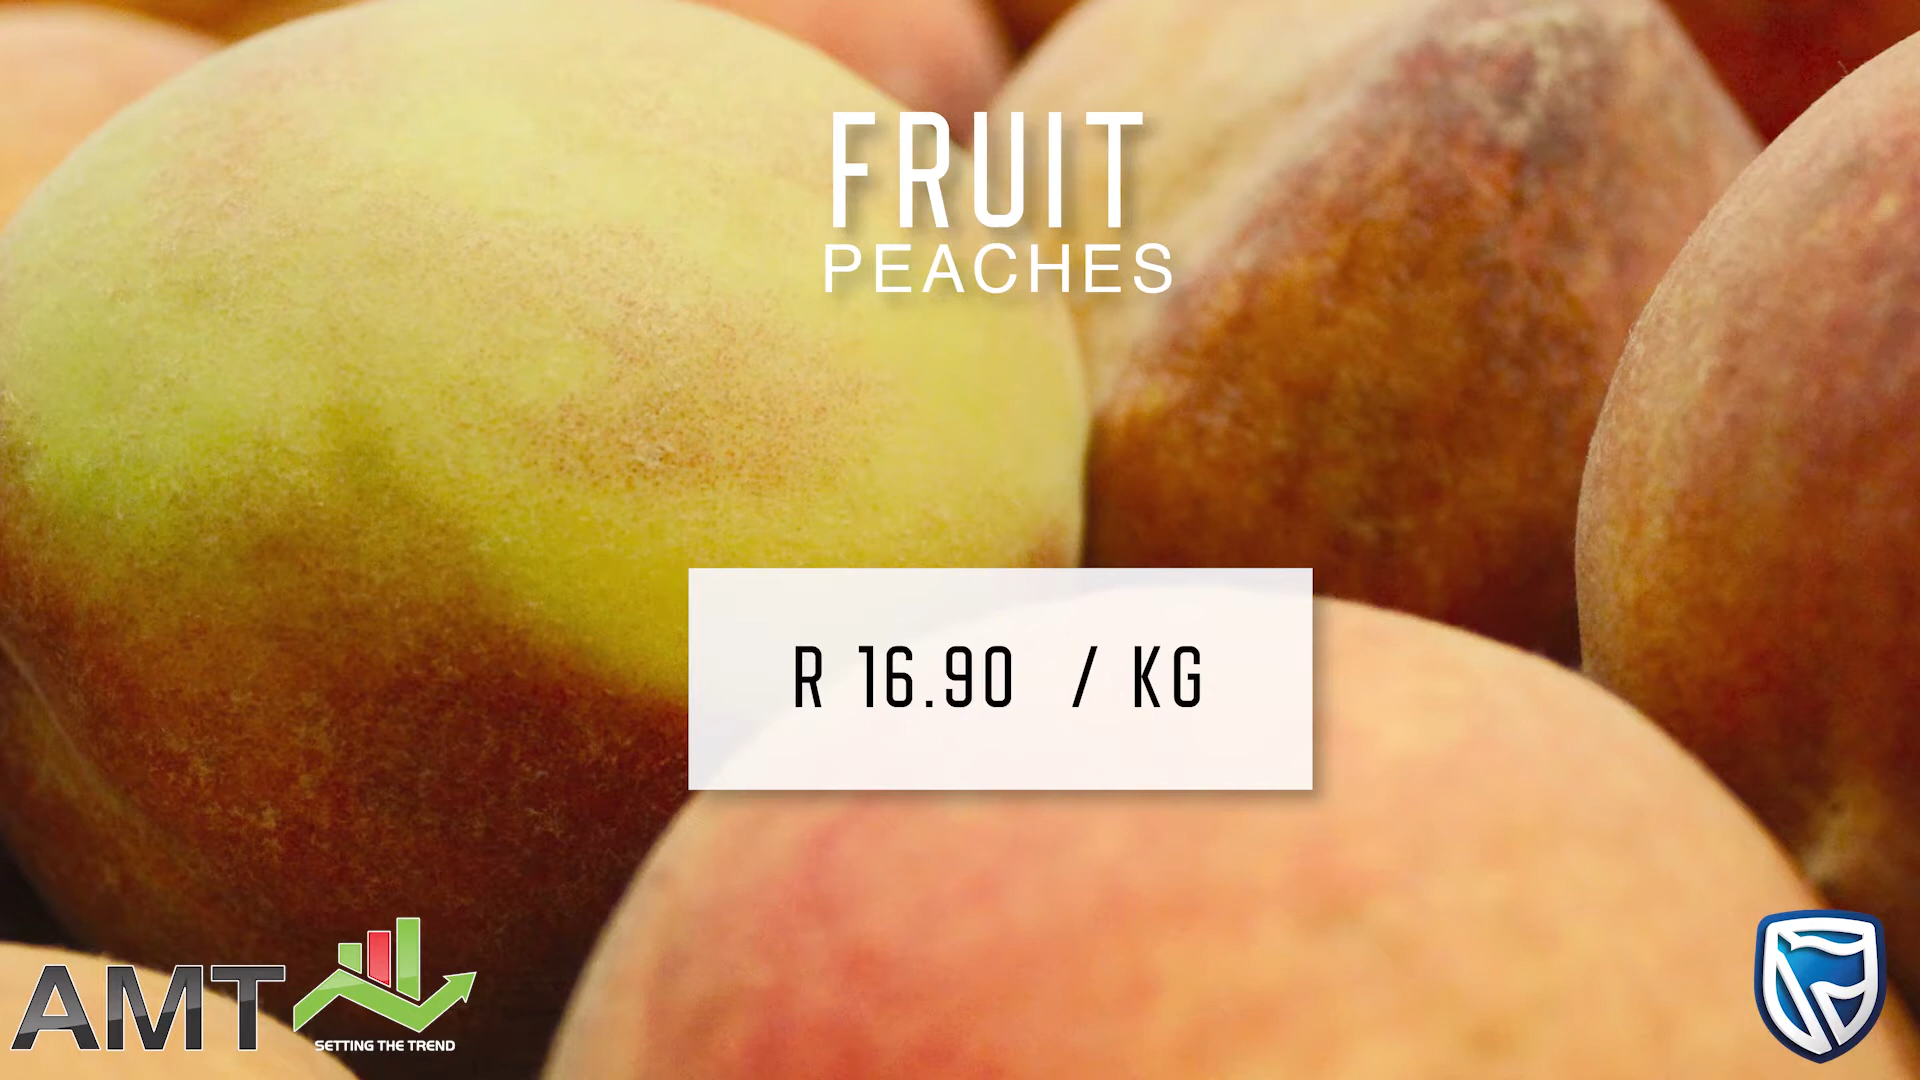 FRUIT
PEACHES
R 16.90 / KG
AMT
SETTING THE TREND